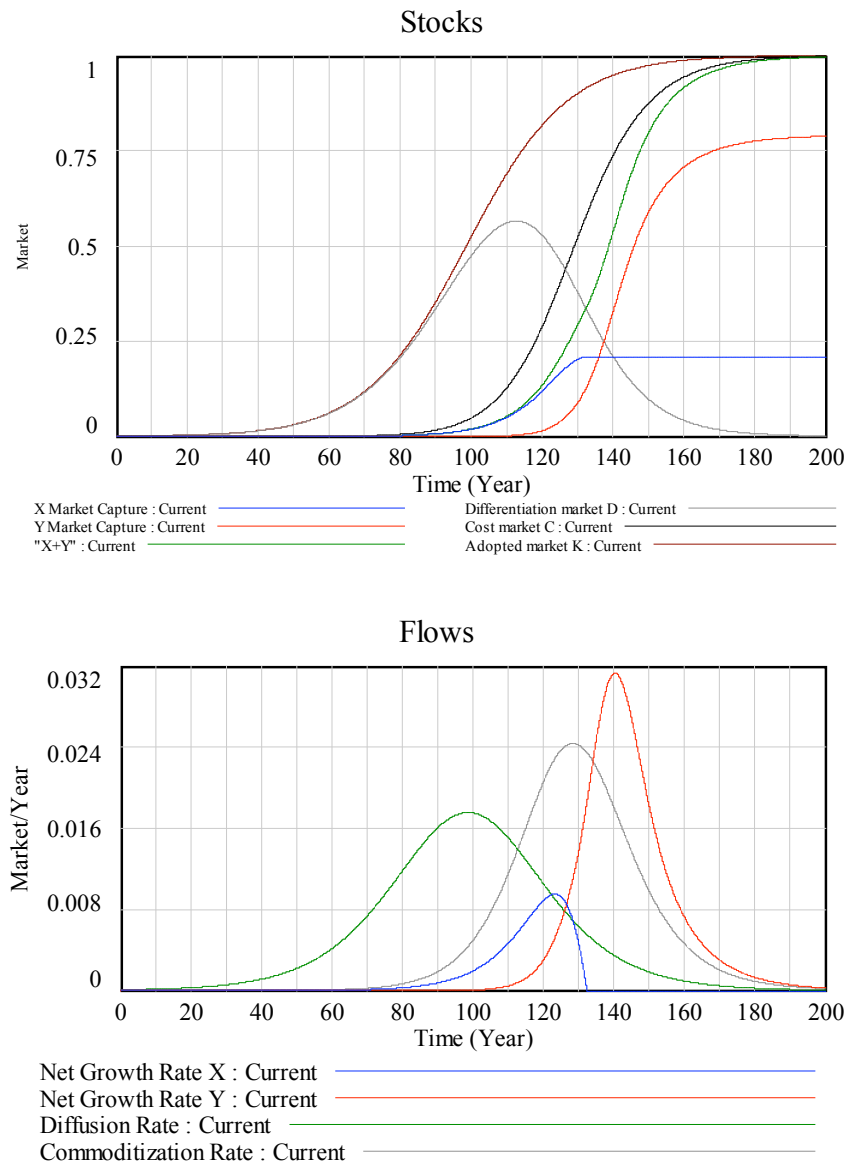 Stocks
1
0.75
Market
0.5
0.25
0
0 20 40 60 80 100 120 140 160 180 200
Time (Year)
X Market Capture : Current
Y Market Capture : Current
"X+Y" : Current
Differentiation market D : Current
Cost market C : Current
Adopted market K : Current
Flows
0.032
0.024
Market/Year
0.016
0.008
0
0 20 40 60 80 100 120 140 160 180 200
Time (Year)
Net Growth Rate X : Current
Net Growth Rate Y : Current
Diffusion Rate : Current
Commoditization Rate : Current